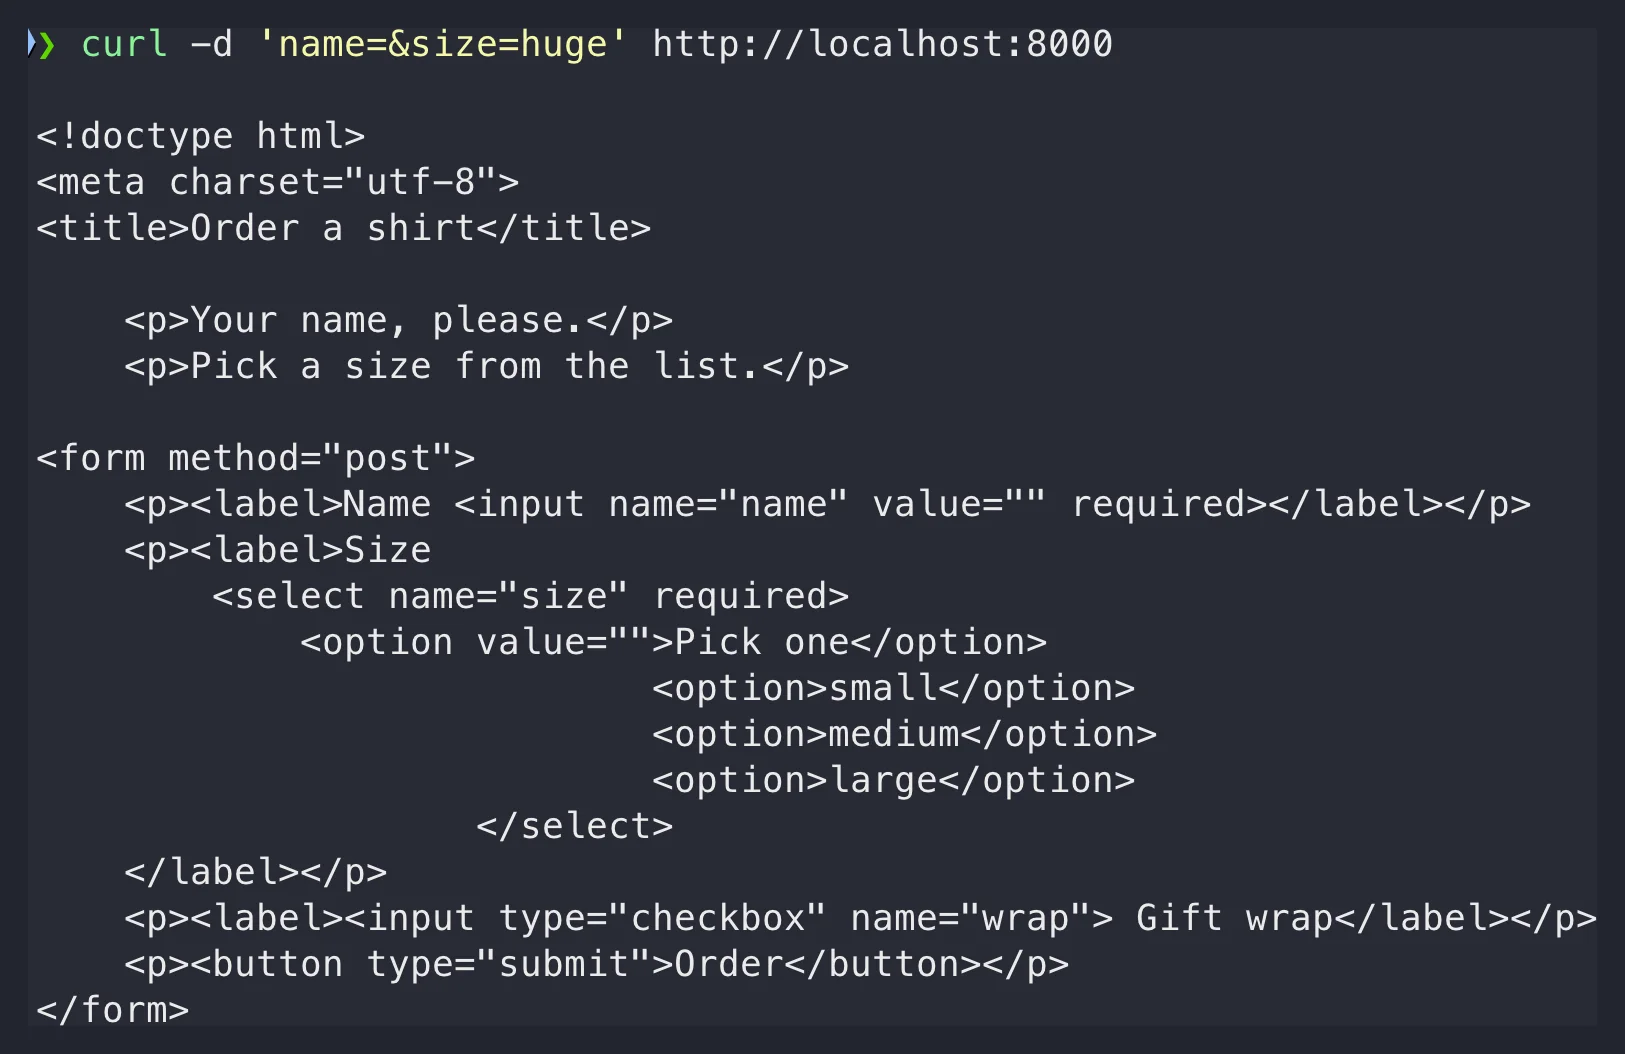 ❯ curl -d 'name=&size=huge' http://localhost:8000

<!doctype html>
<meta charset="utf-8">
<title>Order a shirt</title>

    <p>Your name, please.</p>
    <p>Pick a size from the list.</p>

<form method="post">
    <p><label>Name <input name="name" value="" required></label></p>
    <p><label>Size
        <select name="size" required>
            <option value="">Pick one</option>
                            <option>small</option>
                            <option>medium</option>
                            <option>large</option>
                    </select>
    </label></p>
    <p><label><input type="checkbox" name="wrap"> Gift wrap</label></p>
    <p><button type="submit">Order</button></p>
</form>